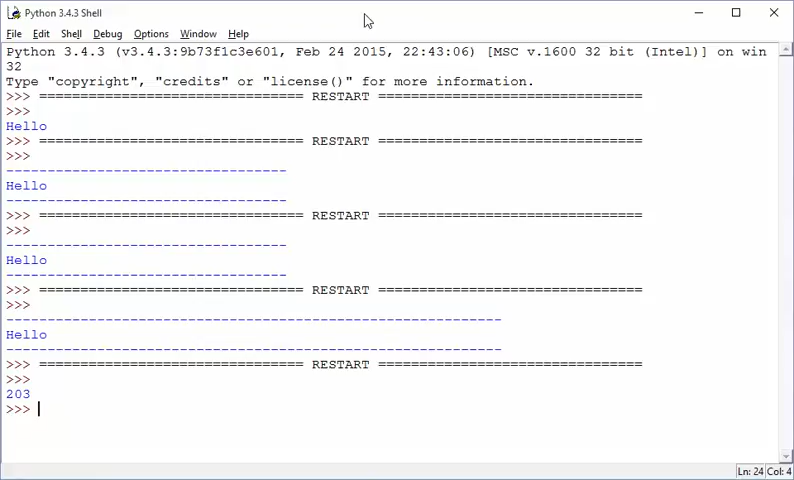 Python 3.4.3 Shell
File Edit Shell Debug Options Window Help
Python 3.4.3 (v3.4.3:9b73f1c3e601, Feb 24 2015, 22:43:06) [MSC v.1600 32 bit (Intel)] on win
32
Type "copyright", "credits" or "license()" for more information.
>>> ================================ RESTART ================================
>>>
Hello
>>> ================================ RESTART ================================
>>>
----------------------------------
Hello
----------------------------------
>>> ================================ RESTART ================================
>>>
----------------------------------
Hello
----------------------------------
>>> ================================ RESTART ================================
>>>
------------------------------------------------------------
Hello
------------------------------------------------------------
>>> ================================ RESTART ================================
>>>
203
>>>
Ln: 24 Col: 4